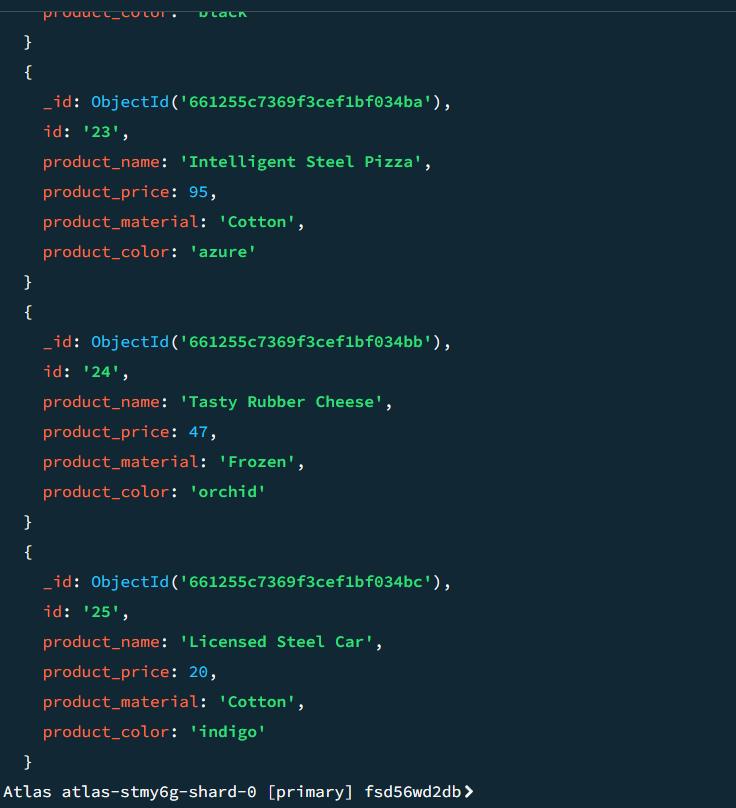 product_color: 'black'
}
{
_id: ObjectId('661255c7369f3cef1bf034ba'),
id: '23',
product_name: 'Intelligent Steel Pizza',
product_price: 95,
product_material: 'Cotton',
product_color: 'azure'
}
{
_id: ObjectId('661255c7369f3cef1bf034bb'),
id: '24',
product_name: 'Tasty Rubber Cheese',
product_price: 47,
product_material: 'Frozen',
product_color: 'orchid'
}
{
_id: ObjectId('661255c7369f3cef1bf034bc'),
id: '25',
product_name: 'Licensed Steel Car',
product_price: 20,
product_material: 'Cotton',
product_color: 'indigo'
}
Atlas atlas-stmy6g-shard-0 [primary] fsd56wd2db❯